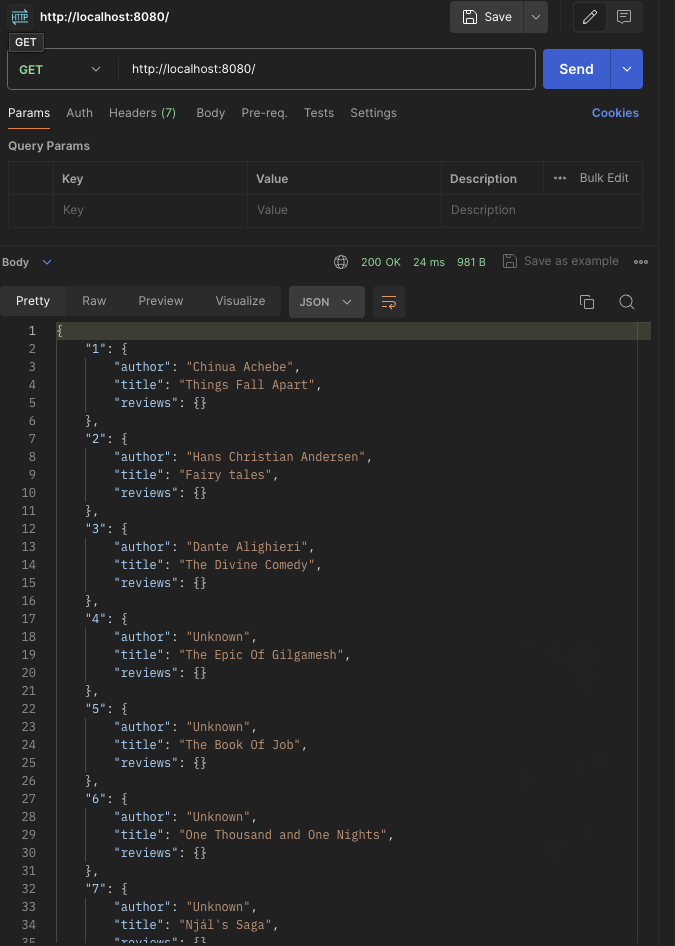 HTTP http://localhost:8080/ Save
GET
GET http://localhost:8080/ Send
Params Auth Headers (7) Body Pre-req. Tests Settings Cookies
Query Params
Key Value Description ••• Bulk Edit
Key Value Description
Body 200 OK 24 ms 981 B Save as example •••
Pretty Raw Preview Visualize JSON
1 {
2 "1": {
3 "author": "Chinua Achebe",
4 "title": "Things Fall Apart",
5 "reviews": {}
6 },
7 "2": {
8 "author": "Hans Christian Andersen",
9 "title": "Fairy tales",
10 "reviews": {}
11 },
12 "3": {
13 "author": "Dante Alighieri",
14 "title": "The Divine Comedy",
15 "reviews": {}
16 },
17 "4": {
18 "author": "Unknown",
19 "title": "The Epic Of Gilgamesh",
20 "reviews": {}
21 },
22 "5": {
23 "author": "Unknown",
24 "title": "The Book Of Job",
25 "reviews": {}
26 },
27 "6": {
28 "author": "Unknown",
29 "title": "One Thousand and One Nights",
30 "reviews": {}
31 },
32 "7": {
33 "author": "Unknown",
34 "title": "Njál's Saga",
35 "reviews": {}